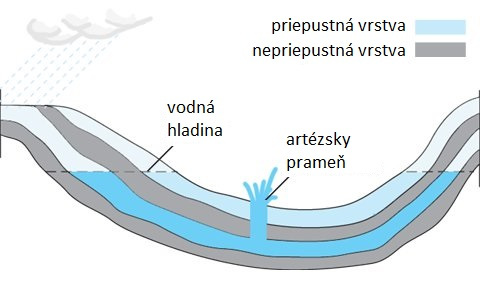 priepustná vrstva
nepriepustná vrstva
vodná
hladina
artézsky
prameň